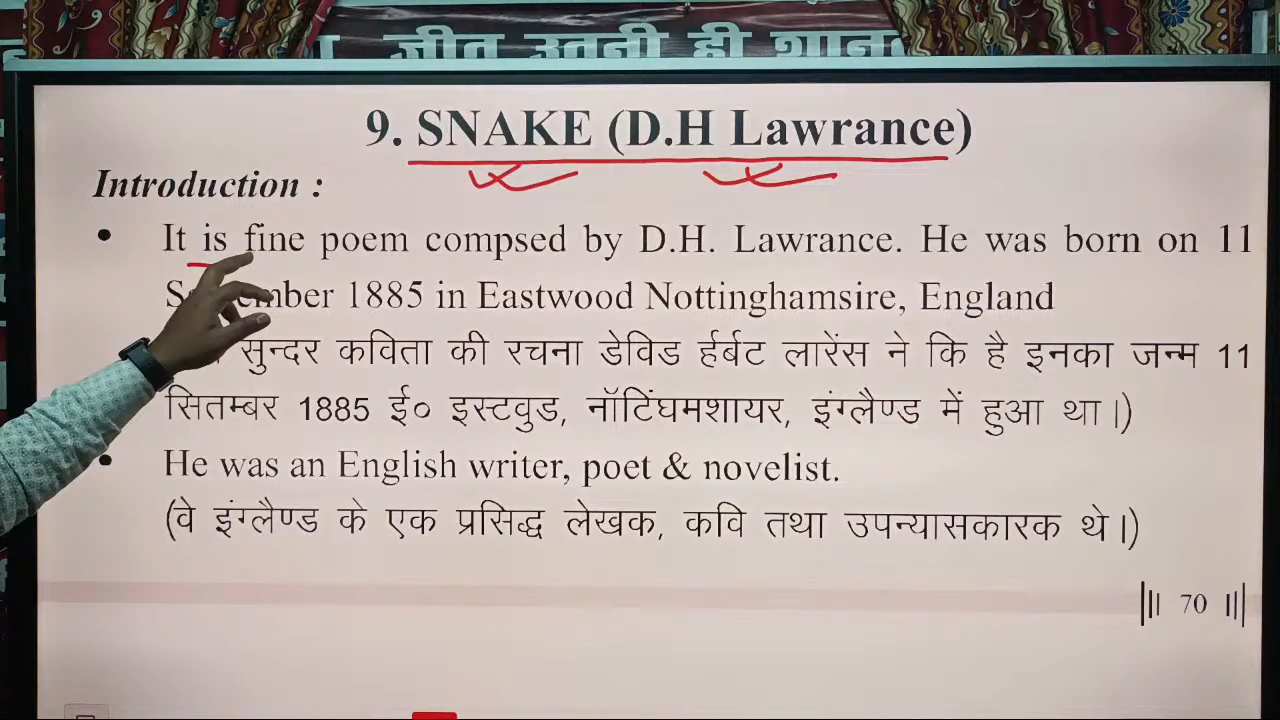 जीत उतनी ही शान
9. SNAKE (D.H Lawrance)
Introduction :
• It is fine poem compsed by D.H. Lawrance. He was born on 11
1885 in Eastwood Nottinghamsire, England
सुन्दर कविता की रचना डेविड र्हर्बट लारेंस ने कि है इनका जन्म 11
सितम्बर 1885 ई० इस्टवुड, नॉटिंघमशायर, इंग्लैण्ड में हुआ था।)
• He was an English writer, poet & novelist.
(वे इंग्लैण्ड के एक प्रसिद्ध लेखक, कवि तथा उपन्यासकारक थे।)
70